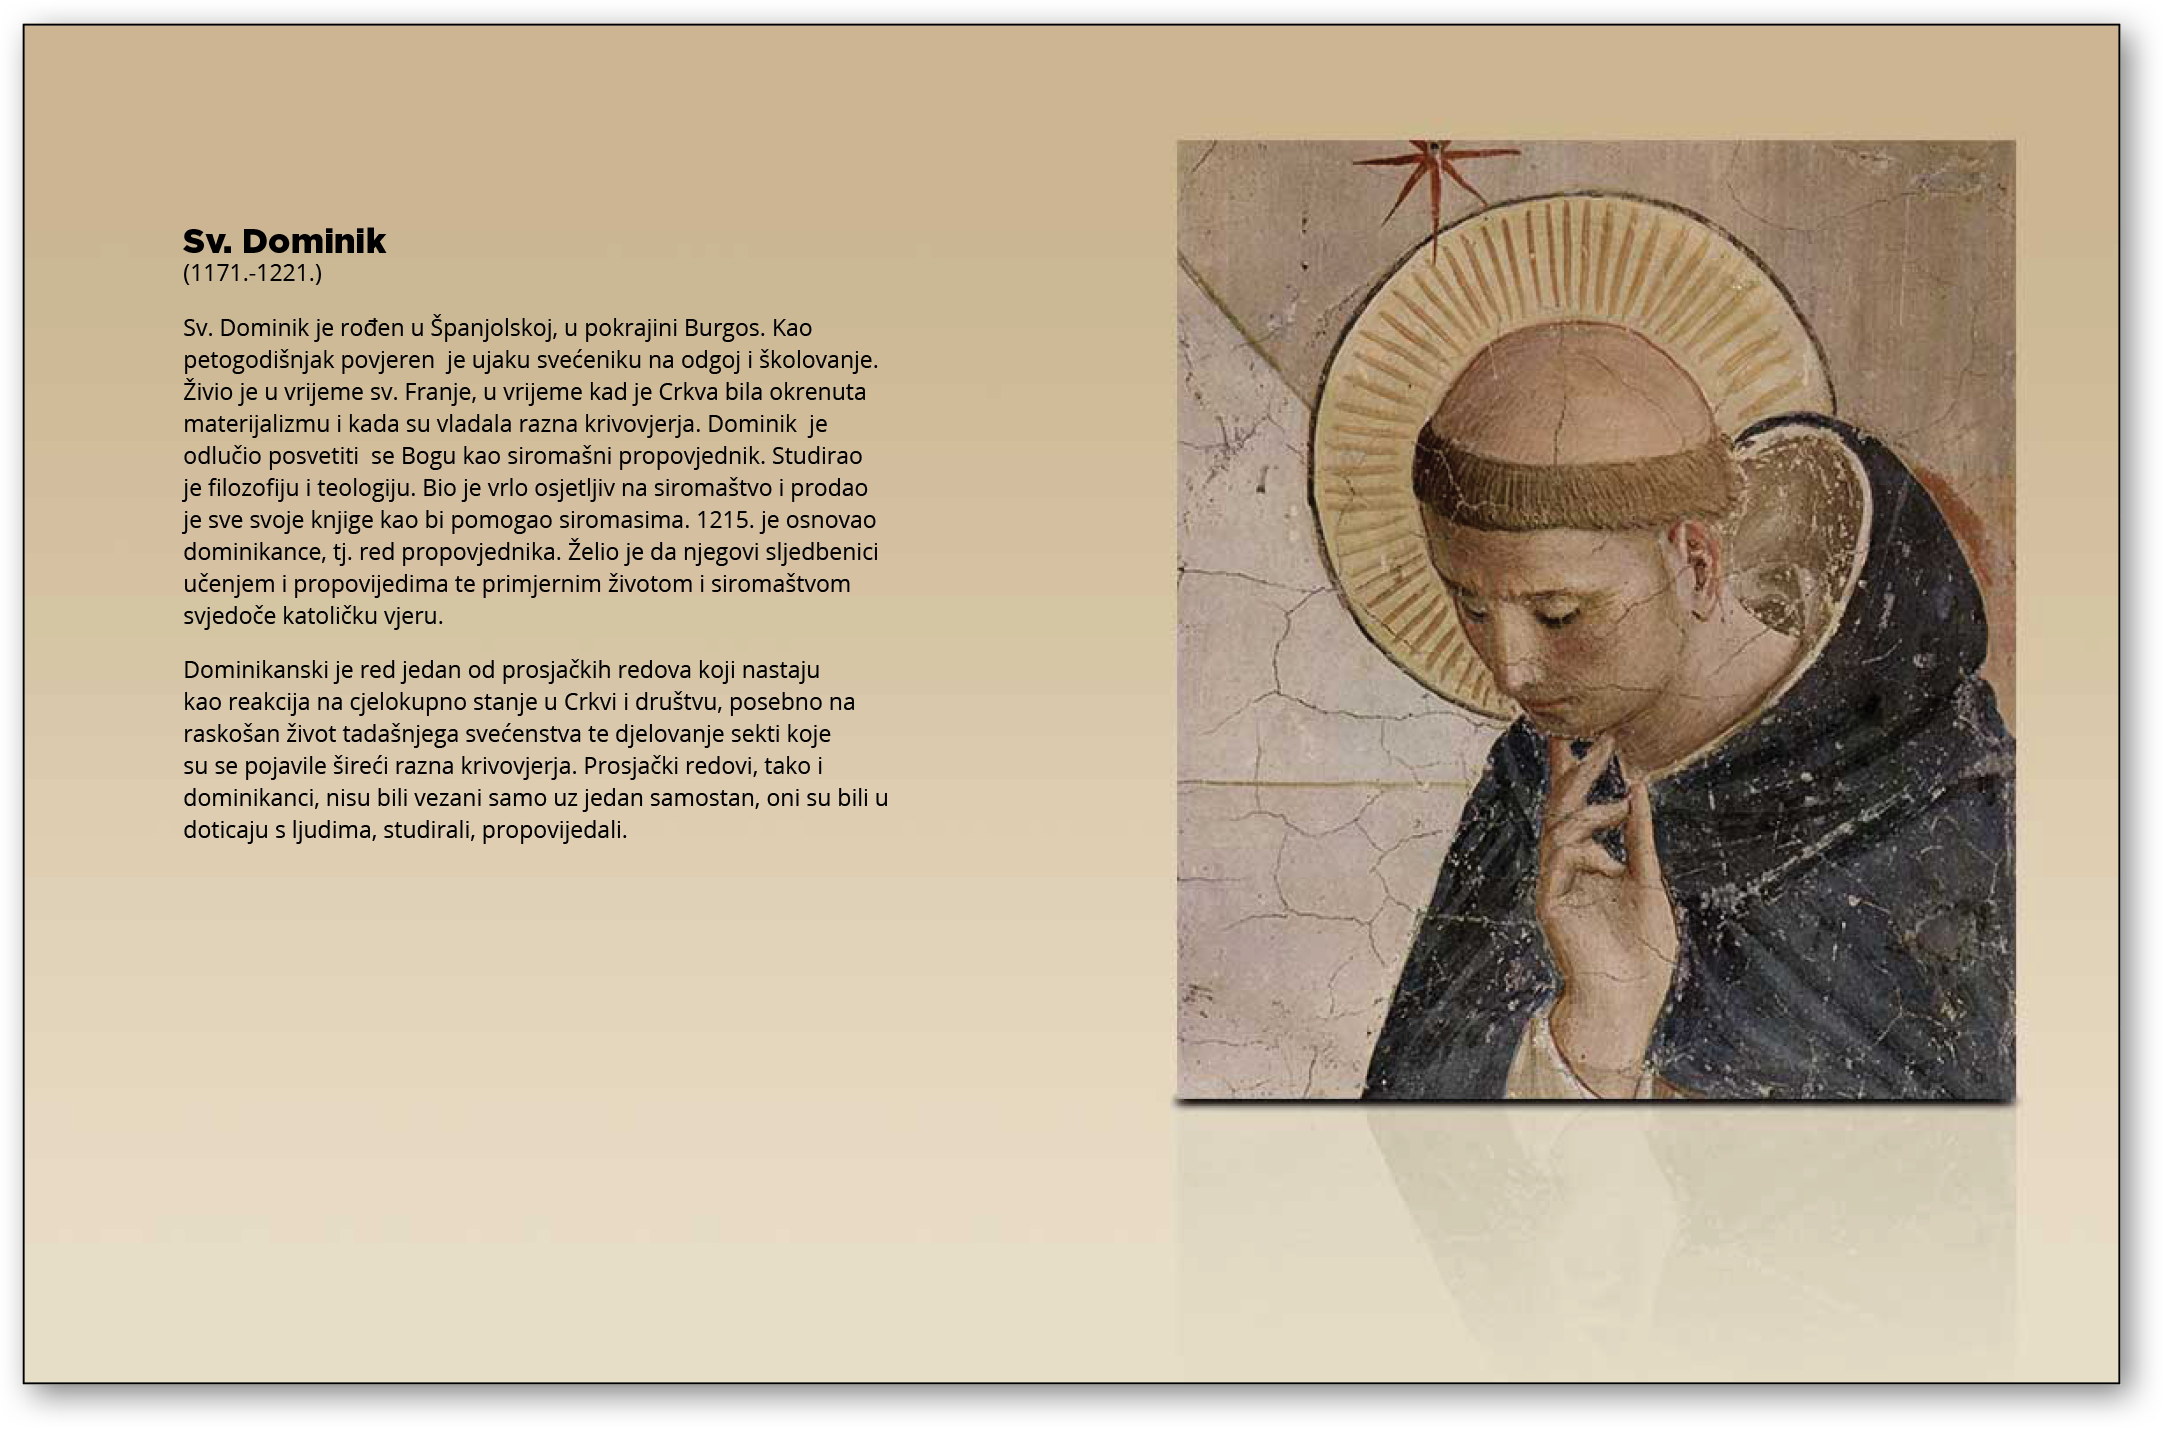 Sv. Dominik
(1171.-1221.)
Sv. Dominik je rođen u Španjolskoj, u pokrajini Burgos. Kao
petogodišnjak povjeren  je ujaku svećeniku na odgoj i školovanje.
Živio je u vrijeme sv. Franje, u vrijeme kad je Crkva bila okrenuta
materijalizmu i kada su vladala razna krivovjerja. Dominik  je
odlučio posvetiti  se Bogu kao siromašni propovjednik. Studirao
je filozofiju i teologiju. Bio je vrlo osjetljiv na siromaštvo i prodao
je sve svoje knjige kao bi pomogao siromasima. 1215. je osnovao
dominikance, tj. red propovjednika. Želio je da njegovi sljedbenici
učenjem i propovijedima te primjernim životom i siromaštvom
svjedoče katoličku vjeru.
Dominikanski je red jedan od prosjačkih redova koji nastaju
kao reakcija na cjelokupno stanje u Crkvi i društvu, posebno na
raskošan život tadašnjega svećenstva te djelovanje sekti koje
su se pojavile šireći razna krivovjerja. Prosjački redovi, tako i
dominikanci, nisu bili vezani samo uz jedan samostan, oni su bili u
doticaju s ljudima, studirali, propovijedali.